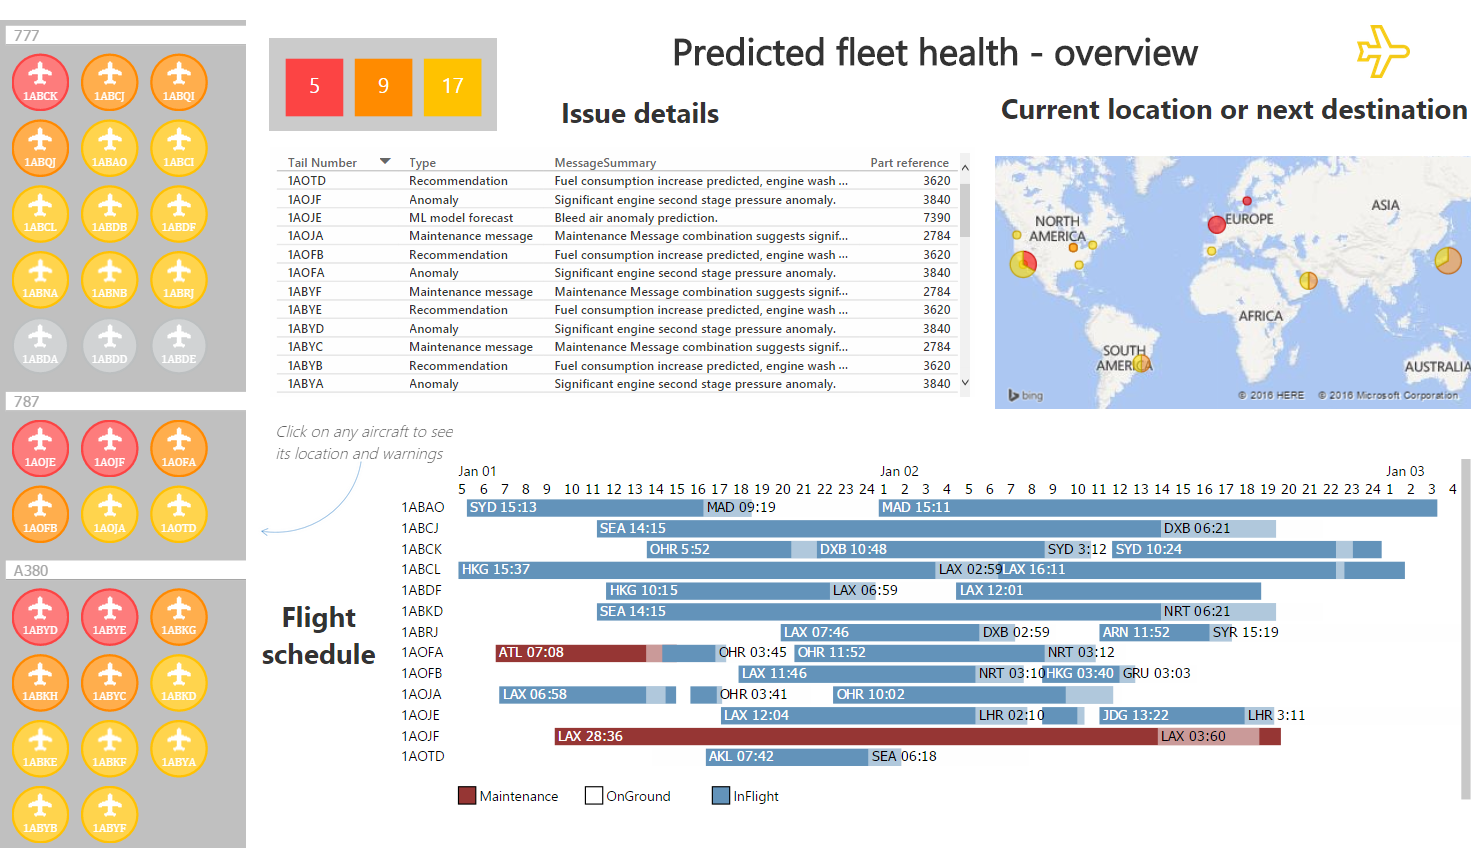 777
1ABCK 1ABCJ 1ABQI
1ABQJ 1ABAO 1ABCI
1ABCL 1ABDB 1ABDF
1ABNA 1ABNB 1ABRJ
1ABDA 1ABDD 1ABDE
787
1AOJE 1AOJF 1AOFA
1AOFB 1AOJA 1AOTD
A380
1ABYD 1ABYE 1ABKG
1ABKH 1ABYC 1ABKD
1ABKE 1ABKF 1ABYA
1ABYB 1ABYF
5 9 17
Predicted fleet health - overview
Issue details
Current location or next destination
Tail Number Type MessageSummary Part reference
1AOTD Recommendation Fuel consumption increase predicted, engine wash ... 3620
1AOJF Anomaly Significant engine second stage pressure anomaly. 3840
1AOJE ML model forecast Bleed air anomaly prediction. 7390
1AOJA Maintenance message Maintenance Message combination suggests signif... 2784
1AOFB Recommendation Fuel consumption increase predicted, engine wash ... 3620
1AOFA Anomaly Significant engine second stage pressure anomaly. 3840
1ABYF Maintenance message Maintenance Message combination suggests signif... 2784
1ABYE Recommendation Fuel consumption increase predicted, engine wash ... 3620
1ABYD Anomaly Significant engine second stage pressure anomaly. 3840
1ABYC Maintenance message Maintenance Message combination suggests signif... 2784
1ABYB Recommendation Fuel consumption increase predicted, engine wash ... 3620
1ABYA Anomaly Significant engine second stage pressure anomaly. 3840
NORTH
AMERICA
EUROPE
ASIA
AFRICA
SOUTH
AMERICA
AUSTRALIA
bing © 2016 HERE © 2016 Microsoft Corporation
Click on any aircraft to see
its location and warnings
Flight
schedule
Jan 01 Jan 02 Jan 03
5 6 7 8 9 10 11 12 13 14 15 16 17 18 19 20 21 22 23 24 1 2 3 4 5 6 7 8 9 10 11 12 13 14 15 16 17 18 19 20 21 22 23 24 1 2 3 4
1ABAO SYD 15:13 MAD 09:19 MAD 15:11
1ABCJ SEA 14:15 DXB 06:21
1ABCK OHR 5:52 DXB 10:48 SYD 3:12 SYD 10:24
1ABCL HKG 15:37 LAX 02:59 LAX 16:11
1ABDF HKG 10:15 LAX 06:59 LAX 12:01
1ABKD SEA 14:15 NRT 06:21
1ABRJ LAX 07:46 DXB 02:59 ARN 11:52 SYR 15:19
1AOFA ATL 07:08 OHR 03:45 OHR 11:52 NRT 03:12
1AOFB LAX 11:46 NRT 03:10 HKG 03:40 GRU 03:03
1AOJA LAX 06:58 OHR 03:41 OHR 10:02
1AOJE LAX 12:04 LHR 02:10 JDG 13:22 LHR 3:11
1AOJF LAX 28:36 LAX 03:60
1AOTD AKL 07:42 SEA 06:18
Maintenance OnGround InFlight